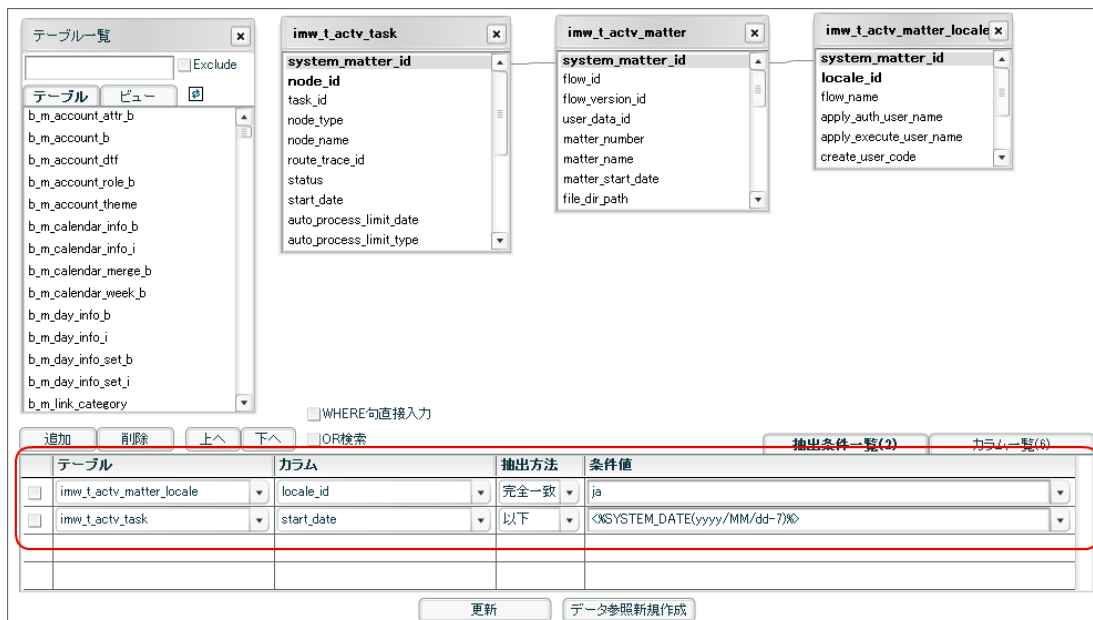 テーブル一覧
Exclude
テーブル ビュー
b_m_account_attr_b
b_m_account_b
b_m_account_dtf
b_m_account_role_b
b_m_account_theme
b_m_calendar_info_b
b_m_calendar_info_i
b_m_calendar_merge_b
b_m_calendar_week_b
b_m_day_info_b
b_m_day_info_i
b_m_day_info_set_b
b_m_day_info_set_i
b_m_link_category
imw_t_actv_task
system_matter_id
node_id
task_id
node_type
node_name
route_trace_id
status
start_date
auto_process_limit_date
auto_process_limit_type
imw_t_actv_matter
system_matter_id
flow_id
flow_version_id
user_data_id
matter_number
matter_name
matter_start_date
file_dir_path
imw_t_actv_matter_locale
system_matter_id
locale_id
flow_name
apply_auth_user_name
apply_execute_user_name
create_user_code
WHERE句直接入力
追加 削除 上へ 下へ OR検索 抽出条件一覧(2) カラム一覧(6)
テーブル カラム 抽出方法 条件値
imw_t_actv_matter_locale locale_id 完全一致 ja
imw_t_actv_task start_date 以下 <%SYSTEM_DATE(yyyy/MM/dd-7)%>
更新 データ参照新規作成